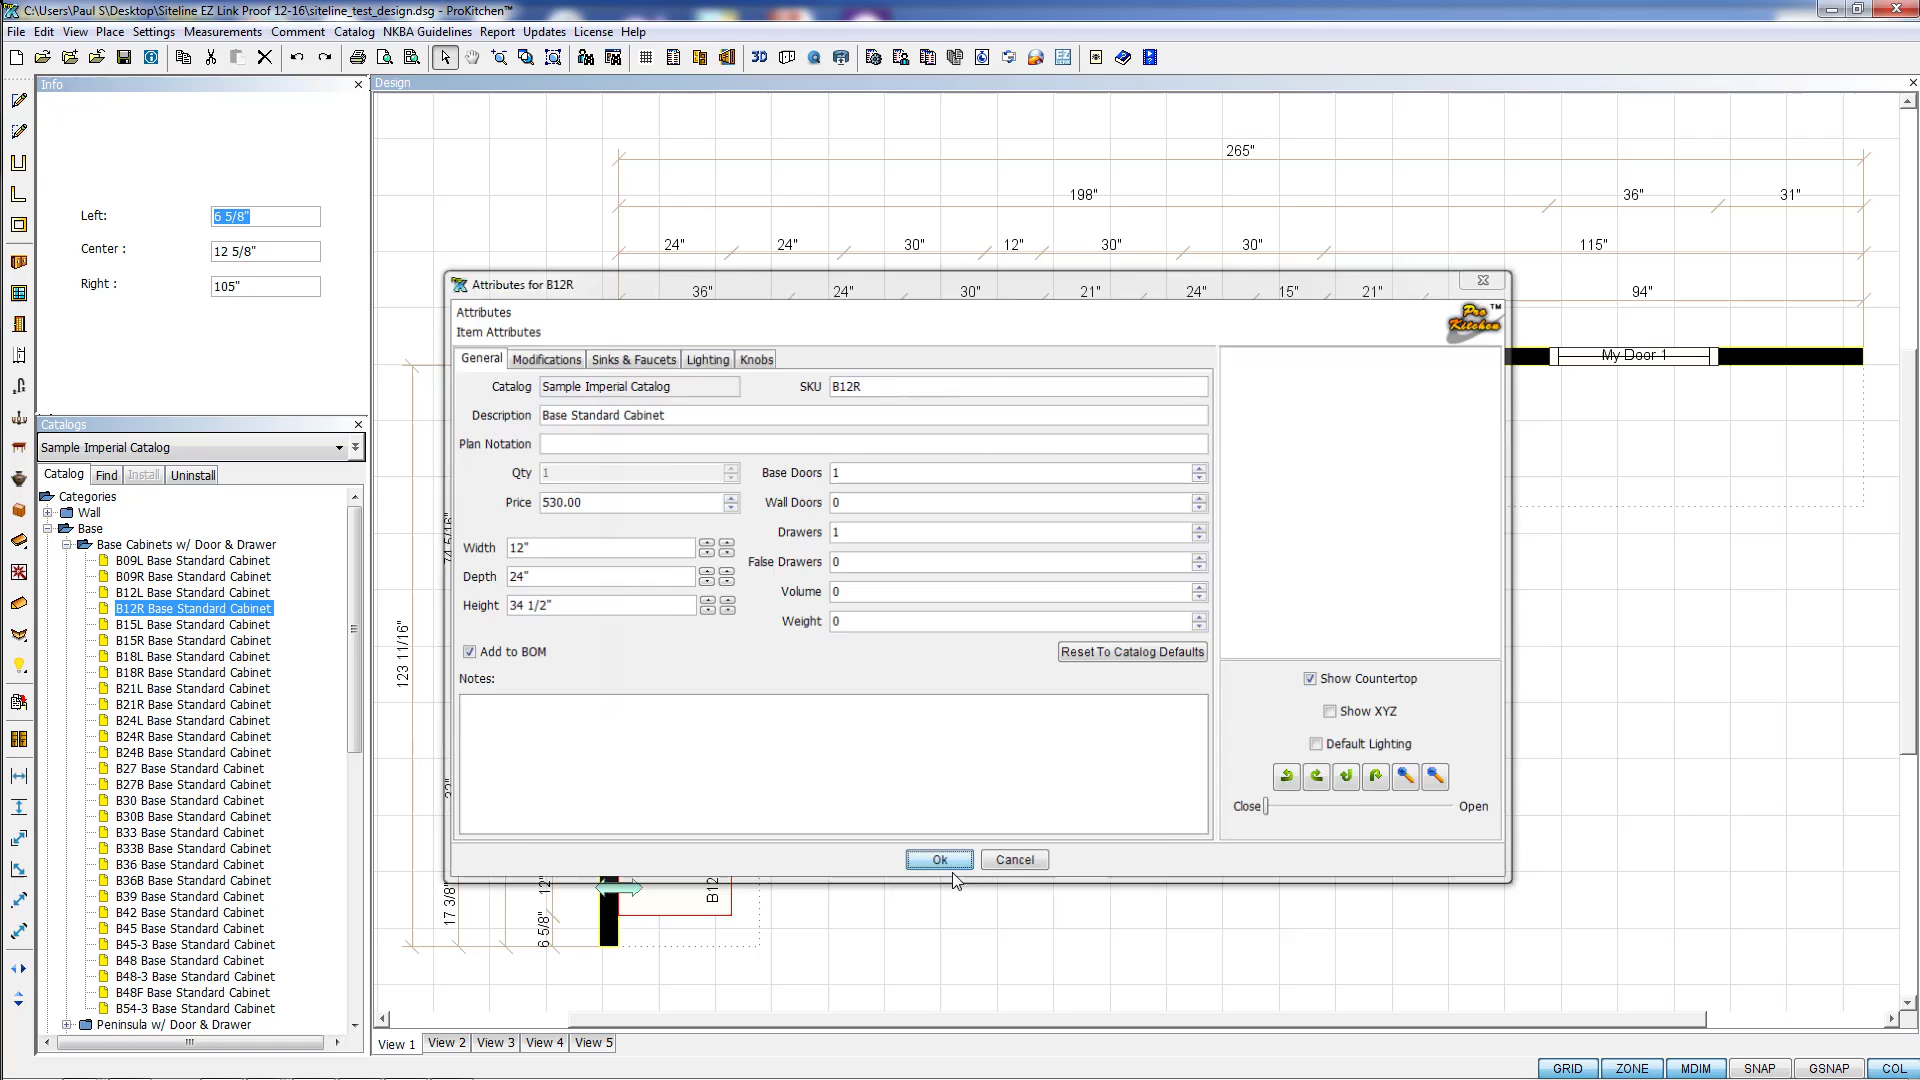 C:\Users\Paul S\Desktop\Siteline EZ Link Proof 12-16\siteline_test_design.dsg - ProKitchen™
File Edit View Place Settings Measurements Comment Catalog NKBA Guidelines Report Updates License Help
3D
Info
Left: 6 5/8"
Center : 12 5/8"
Right : 105"
Catalogs
Sample Imperial Catalog
Catalog Find Install Uninstall
Categories
Wall
Base
Base Cabinets w/ Door & Drawer
B09L Base Standard Cabinet
B09R Base Standard Cabinet
B12L Base Standard Cabinet
B12R Base Standard Cabinet
B15L Base Standard Cabinet
B15R Base Standard Cabinet
B18L Base Standard Cabinet
B18R Base Standard Cabinet
B21L Base Standard Cabinet
B21R Base Standard Cabinet
B24L Base Standard Cabinet
B24R Base Standard Cabinet
B24B Base Standard Cabinet
B27 Base Standard Cabinet
B27B Base Standard Cabinet
B30 Base Standard Cabinet
B30B Base Standard Cabinet
B33 Base Standard Cabinet
B33B Base Standard Cabinet
B36 Base Standard Cabinet
B36B Base Standard Cabinet
B39 Base Standard Cabinet
B42 Base Standard Cabinet
B45 Base Standard Cabinet
B45-3 Base Standard Cabinet
B48 Base Standard Cabinet
B48-3 Base Standard Cabinet
B48F Base Standard Cabinet
B54-3 Base Standard Cabinet
Peninsula w/ Door & Drawer
Design
265"
198" 36" 31"
24" 24" 30" 12" 30" 30" 115"
36" 24" 30" 21" 24" 15" 21" 94"
My Door 1
123 11/16"
17 3/8"
12"
6 5/8"
B12
Attributes for B12R
Attributes
Item Attributes
Pro Kitchen ™
General Modifications Sinks & Faucets Lighting Knobs
Catalog Sample Imperial Catalog SKU B12R
Description Base Standard Cabinet
Plan Notation
Qty 1 Base Doors 1
Price 530.00 Wall Doors 0
Drawers 1
Width 12"
False Drawers 0
Depth 24"
Volume 0
Height 34 1/2"
Weight 0
Add to BOM Reset To Catalog Defaults
Notes:
Show Countertop
Show XYZ
Default Lighting
Close Open
Ok Cancel
View 1 View 2 View 3 View 4 View 5
GRID ZONE MDIM SNAP GSNAP COL